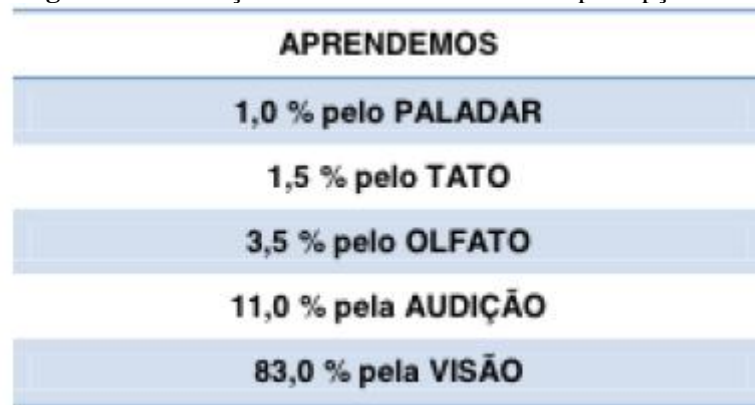 APRENDEMOS
1,0 % pelo PALADAR
1,5 % pelo TATO
3,5 % pelo OLFATO
11,0 % pela AUDIÇÃO
83,0 % pela VISÃO